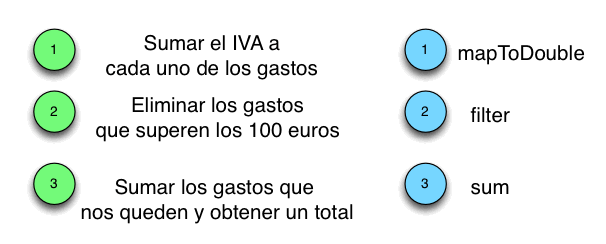 1 Sumar el IVA a
cada uno de los gastos
1 mapToDouble
2 Eliminar los gastos
que superen los 100 euros
2 filter
3 Sumar los gastos que
nos queden y obtener un total
3 sum